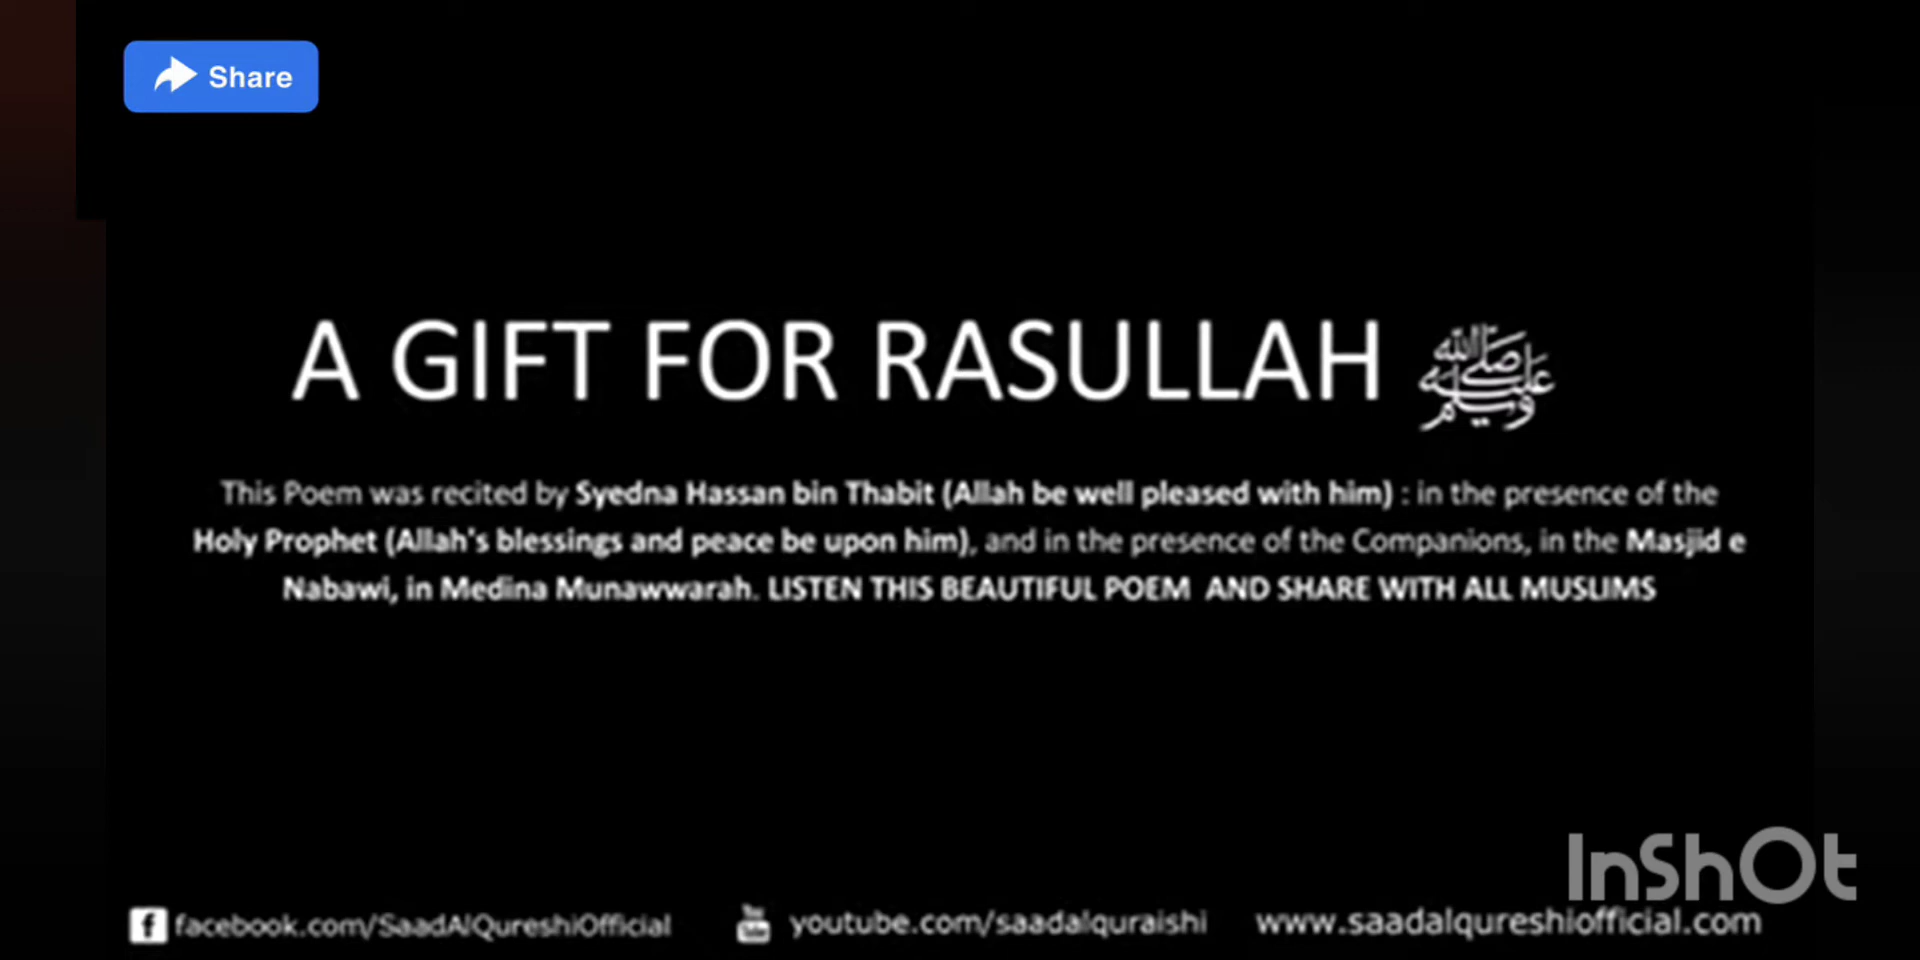 Share
A GIFT FOR RASULLAH ﷺ
This Poem was recited by Syedna Hassan bin Thabit (Allah be well pleased with him) : in the presence of the
Holy Prophet (Allah's blessings and peace be upon him), and in the presence of the Companions, in the Masjid e
Nabawi, in Medina Munawwarah. LISTEN THIS BEAUTIFUL POEM AND SHARE WITH ALL MUSLIMS
InShOt
facebook.com/SaadAlQureshiOfficial youtube.com/saadalquraishi www.saadalqureshiofficial.com